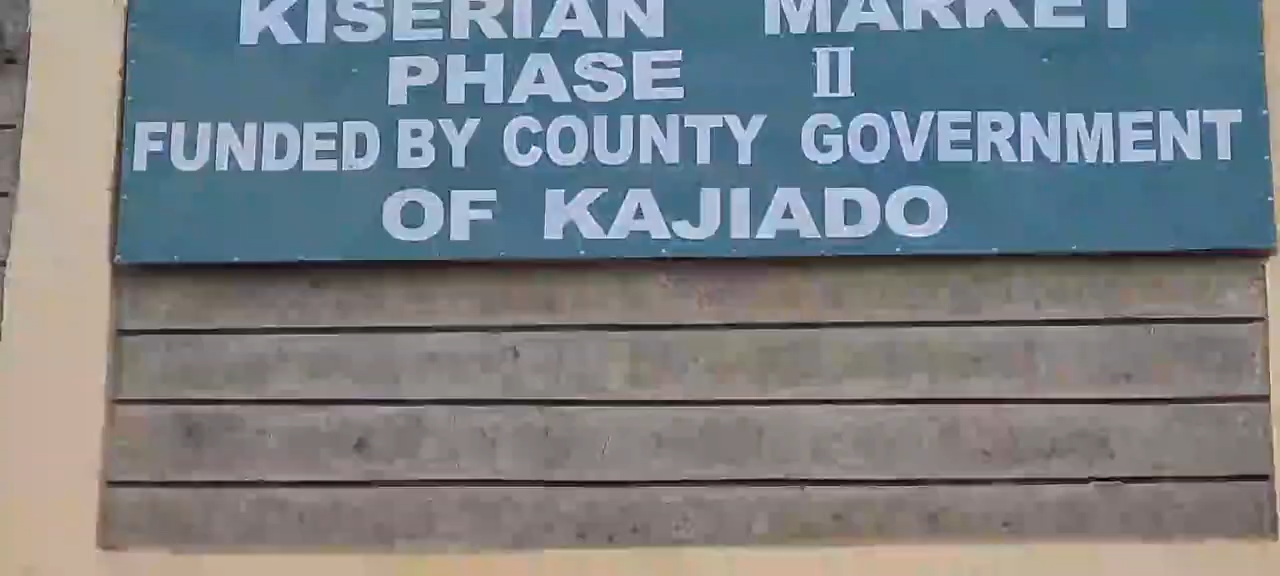 KISERIAN MARKET
PHASE II
FUNDED BY COUNTY GOVERNMENT
OF KAJIADO